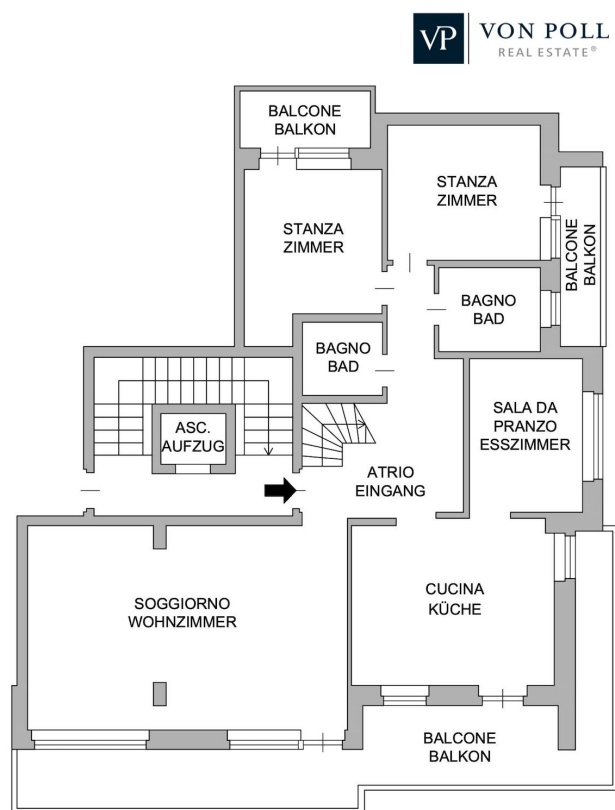 VP VON POLL
REAL ESTATE®
BALCONE
BALKON
STANZA
ZIMMER
STANZA
ZIMMER
BALCONE
BALKON
BAGNO
BAD
BAGNO
BAD
ASC.
AUFZUG
SALA DA
PRANZO
ESSZIMMER
ATRIO
EINGANG
SOGGIORNO
WOHNZIMMER
CUCINA
KÜCHE
BALCONE
BALKON